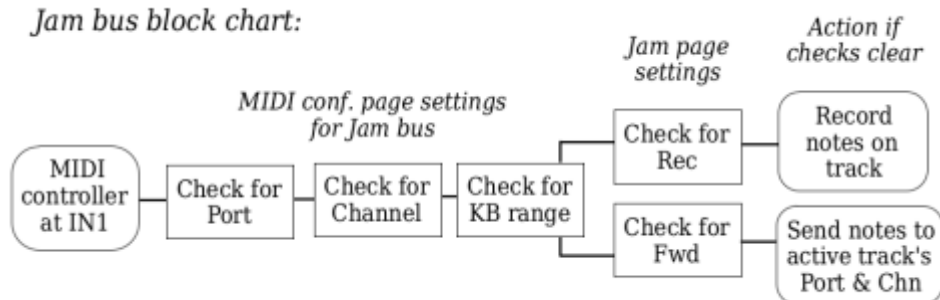 Jam bus block chart:
Action if
checks clear
Jam page
settings
MIDI conf. page settings
for Jam bus
MIDI
controller
at IN1
Check for
Port
Check for
Channel
Check for
KB range
Check for
Rec
Record
notes on
track
Check for
Fwd
Send notes to
active track's
Port & Chn